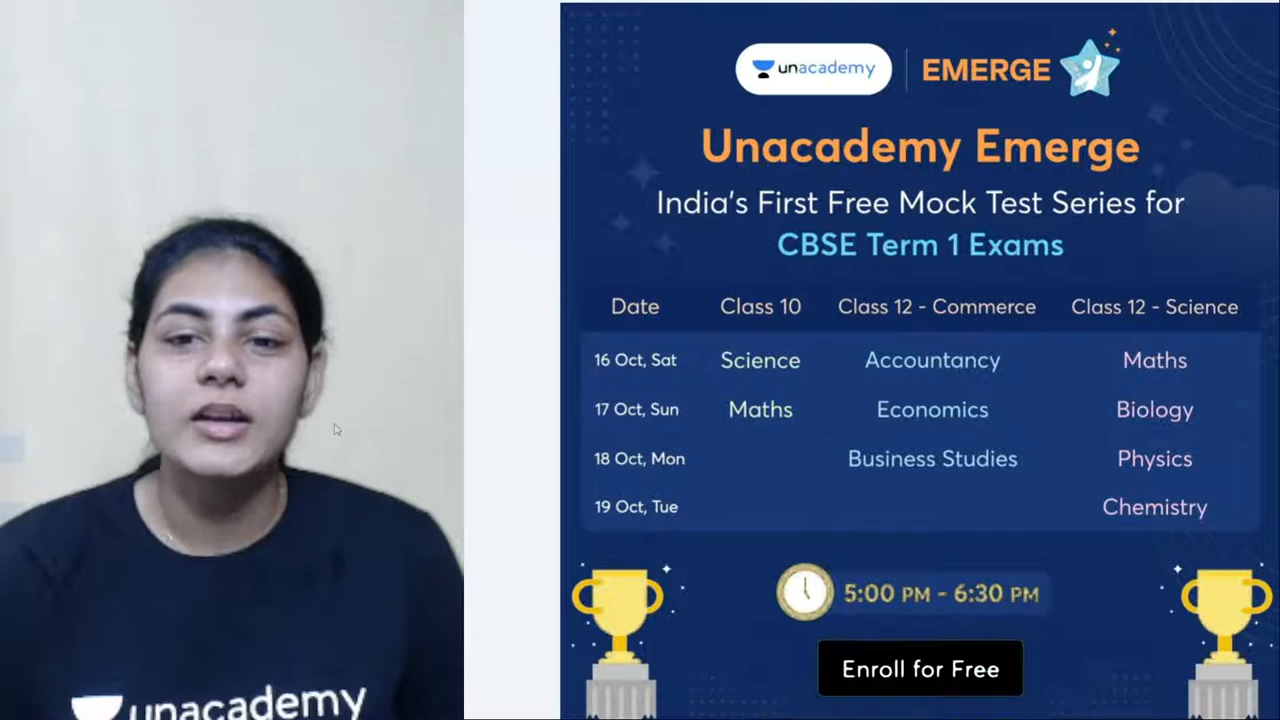 unacademy
EMERGE
Unacademy Emerge
India's First Free Mock Test Series for
CBSE Term 1 Exams
Date Class 10 Class 12 - Commerce Class 12 - Science
16 Oct, Sat Science Accountancy Maths
17 Oct, Sun Maths Economics Biology
18 Oct, Mon Business Studies Physics
19 Oct, Tue Chemistry
5:00 PM - 6:30 PM
Enroll for Free
unacademy